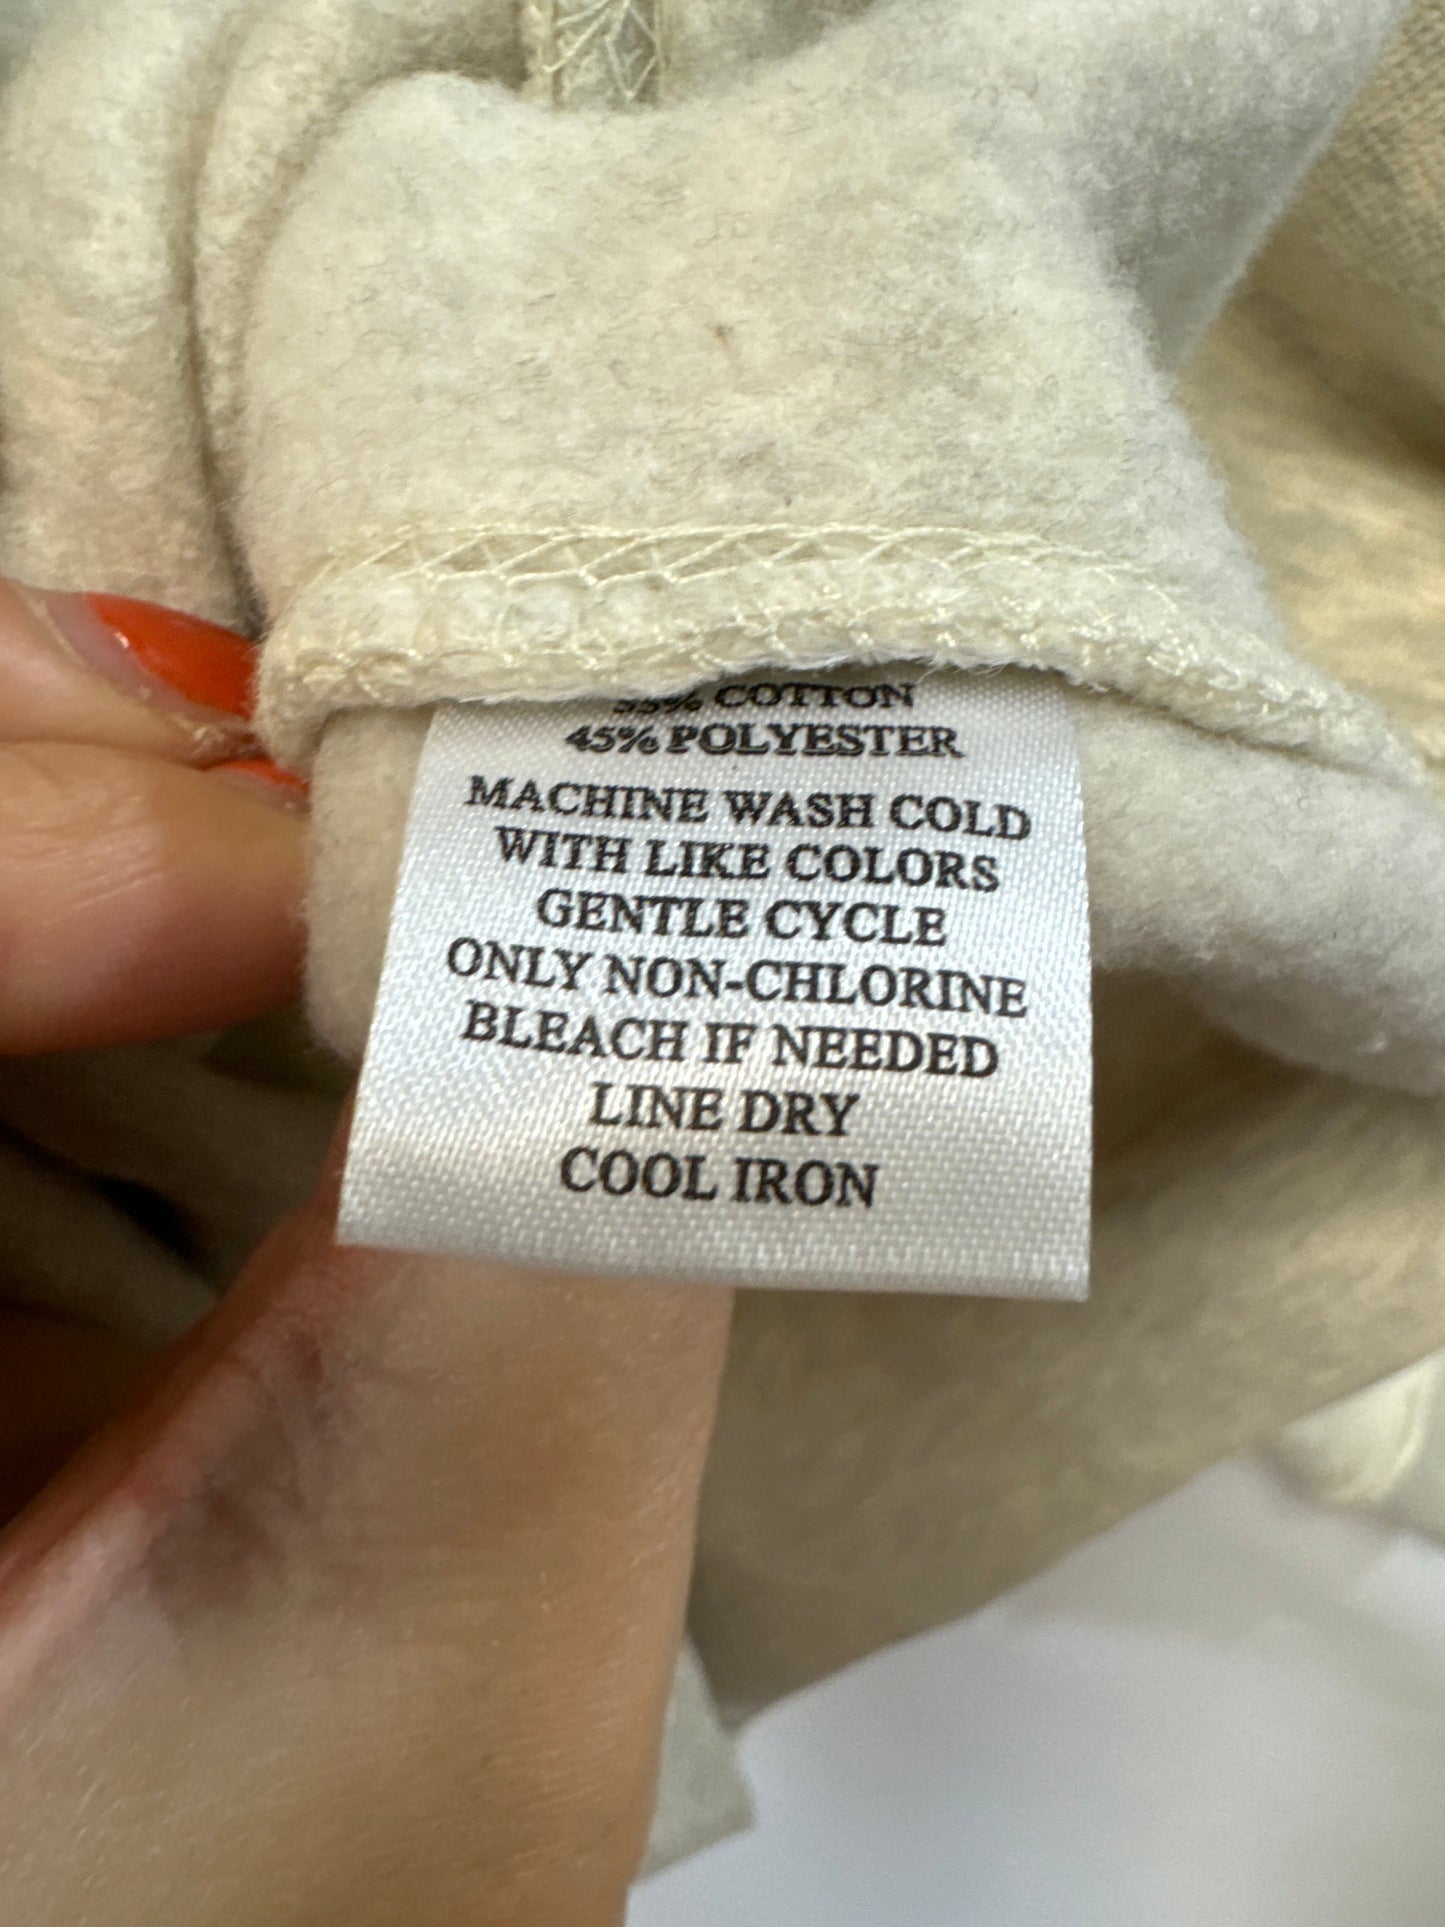 55% COTTON
45% POLYESTER
MACHINE WASH COLD
WITH LIKE COLORS
GENTLE CYCLE
ONLY NON-CHLORINE
BLEACH IF NEEDED
LINE DRY
COOL IRON